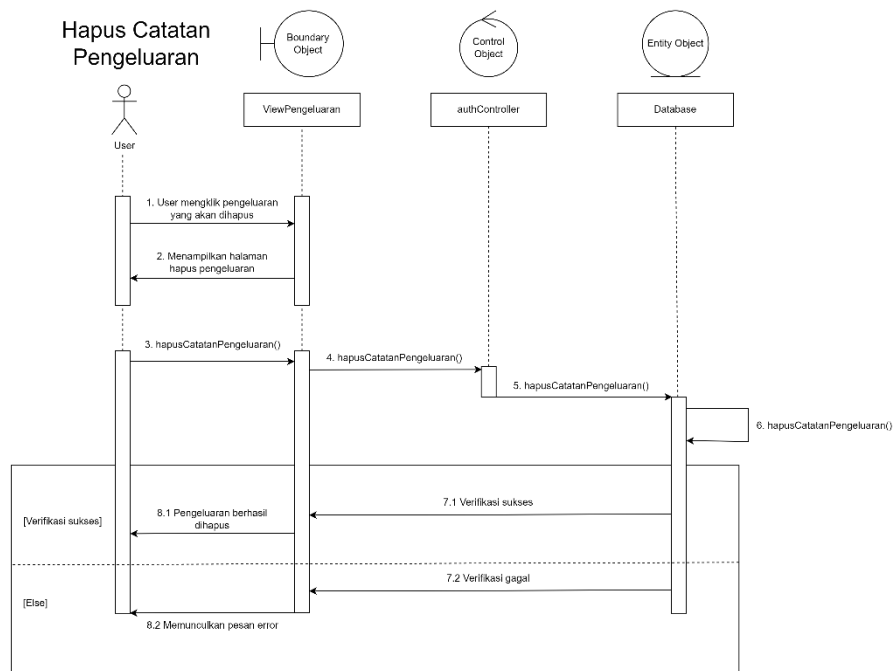 Hapus Catatan
Pengeluaran
Boundary
Object
Control
Object
Entity Object
ViewPengeluaran
authController
Database
User
1. User mengklik pengeluaran
yang akan dihapus
2. Menampilkan halaman
hapus pengeluaran
3. hapusCatatanPengeluaran()
4. hapusCatatanPengeluaran()
5. hapusCatatanPengeluaran()
6. hapusCatatanPengeluaran()
7.1 Verifikasi sukses
8.1 Pengeluaran berhasil
dihapus
[Verifikasi sukses]
7.2 Verifikasi gagal
[Else]
8.2 Memunculkan pesan error